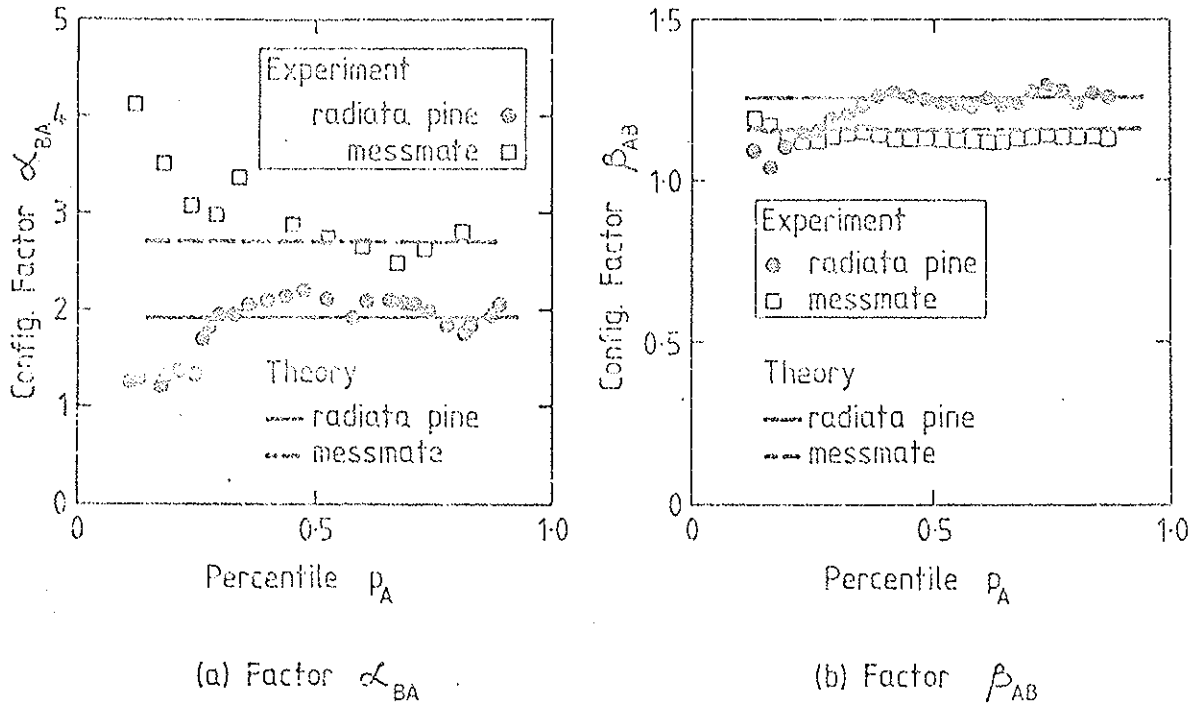 5
4
3
2
1
0
0
0·5
1·0
Config. Factor α_BA
Percentile p_A
Experiment
radiata pine
messmate
Theory
radiata pine
messmate
(a) Factor α_BA
1·5
1·0
0·5
0
0
0·5
1·0
Config. Factor β_AB
Percentile p_A
Experiment
radiata pine
messmate
Theory
radiata pine
messmate
(b) Factor β_AB